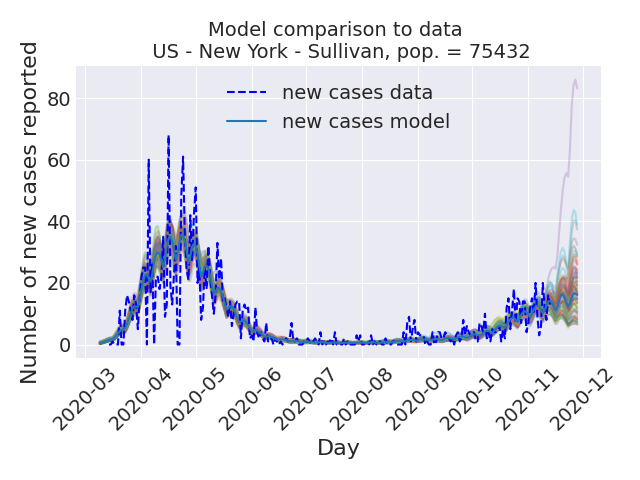 Model comparison to data
US - New York - Sullivan, pop. = 75432
Number of new cases reported
80
60
40
20
0
new cases data
new cases model
2020-03
2020-04
2020-05
2020-06
2020-07
2020-08
2020-09
2020-10
2020-11
2020-12
Day